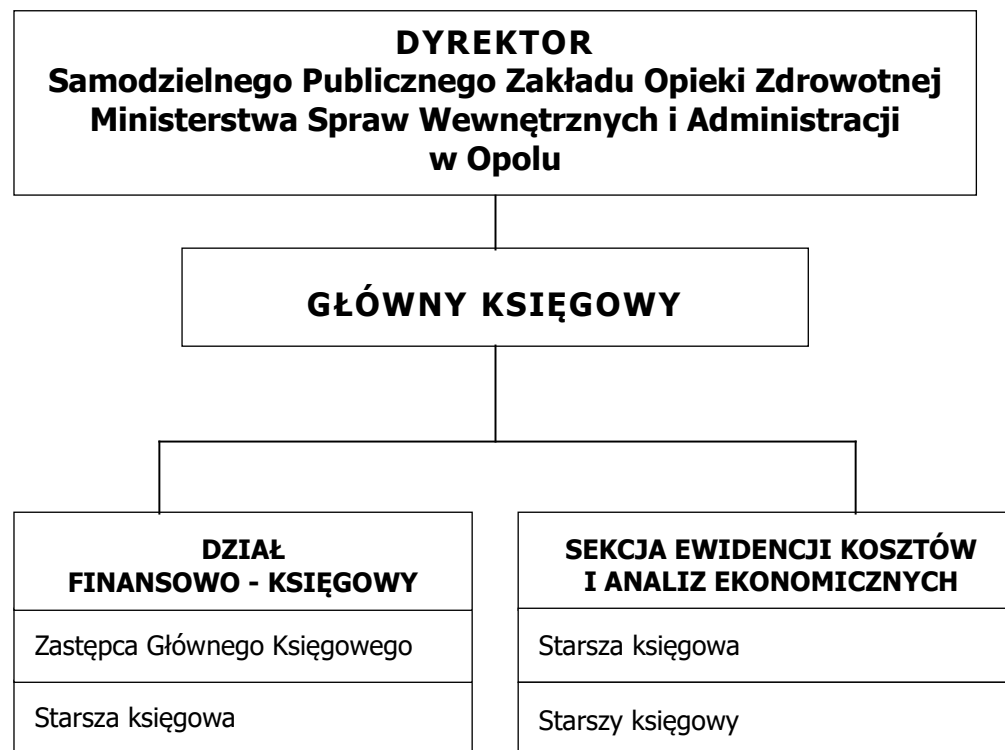 DYREKTOR
Samodzielnego Publicznego Zakładu Opieki Zdrowotnej
Ministerstwa Spraw Wewnętrznych i Administracji
w Opolu
GŁÓWNY KSIĘGOWY
DZIAŁ
FINANSOWO - KSIĘGOWY
Zastępca Głównego Księgowego
Starsza księgowa
SEKCJA EWIDENCJI KOSZTÓW
I ANALIZ EKONOMICZNYCH
Starsza księgowa
Starszy księgowy